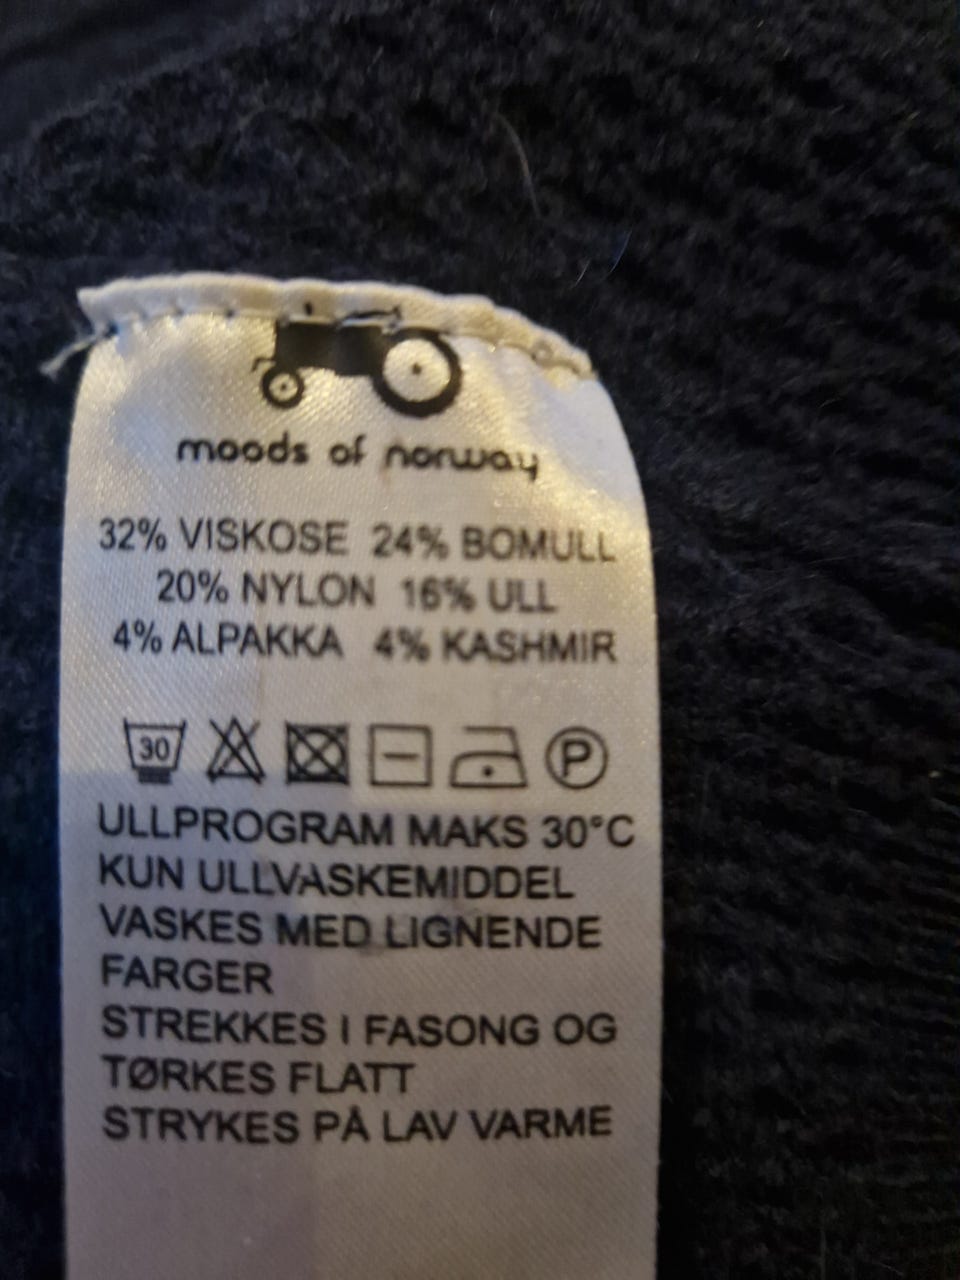 moods of norway
32% VISKOSE 24% BOMULL
20% NYLON 16% ULL
4% ALPAKKA 4% KASHMIR
30 P
ULLPROGRAM MAKS 30°C
KUN ULLVASKEMIDDEL
VASKES MED LIGNENDE
FARGER
STREKKES I FASONG OG
TØRKES FLATT
STRYKES PÅ LAV VARME